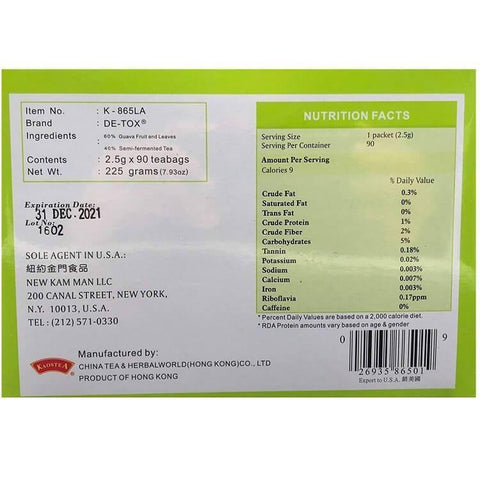 Item No. : K - 865LA
Brand : DE-TOX®
Ingredients : 60% Guava Fruit and Leaves
40% Semi-fermented Tea
Contents : 2.5g x 90 teabags
Net Wt. : 225 grams (7.93oz)
Expiration Date:
31 DEC.2021
Lot No:
1602
SOLE AGENT IN U.S.A.:
紐約金門食品
NEW KAM MAN LLC
200 CANAL STREET, NEW YORK,
N.Y. 10013, U.S.A.
TEL : (212) 571-0330
KAOSTEA
Manufactured by:
CHINA TEA & HERBALWORLD(HONG KONG)CO., LTD
PRODUCT OF HONG KONG
NUTRITION FACTS
Serving Size 1 packet (2.5g)
Serving Per Container 90
Amount Per Serving
Calories 9
% Daily Value
Crude Fat 0.3%
Saturated Fat 0%
Trans Fat 0%
Crude Protein 1%
Crude Fiber 2%
Carbohydrates 5%
Tannin 0.18%
Potassium 0.02%
Sodium 0.003%
Calcium 0.007%
Iron 0.003%
Riboflavia 0.17ppm
Caffeine 0%
* Percent Daily Values are based on a 2,000 calorie diet.
* RDA Protein amounts vary based on age & gender
0 26935 86501 9
Export to U.S.A. 銷美國